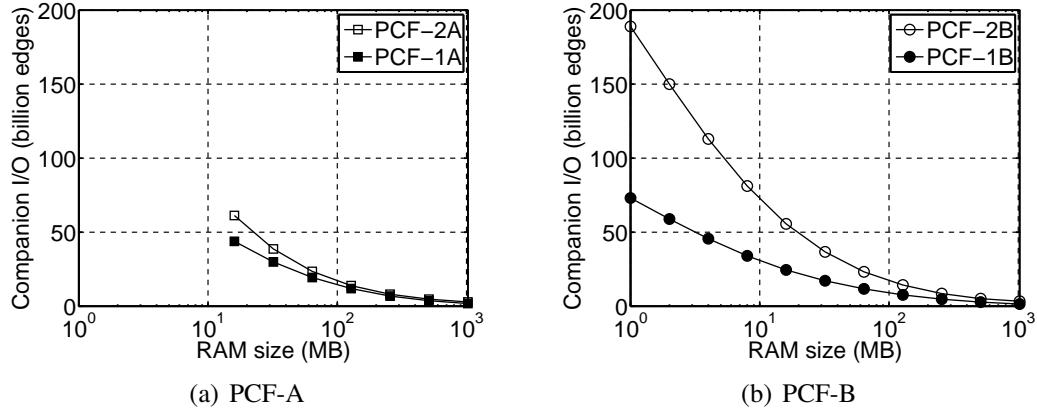 200
150
100
50
0
Companion I/O (billion edges)
PCF−2A
PCF−1A
10^0
10^1
10^2
10^3
RAM size (MB)
(a) PCF-A
200
150
100
50
0
Companion I/O (billion edges)
PCF−2B
PCF−1B
10^0
10^1
10^2
10^3
RAM size (MB)
(b) PCF-B